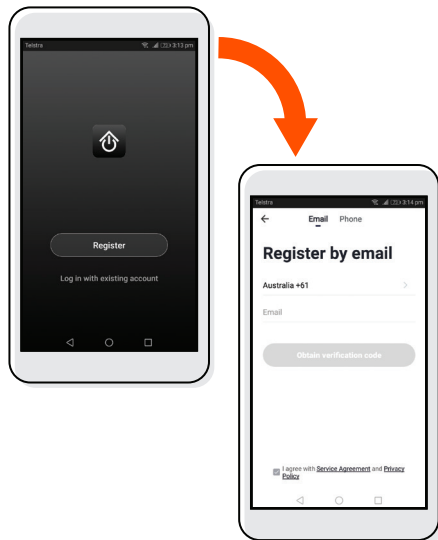 Telstra 3:13 pm
Register
Log in with existing account
Telstra 3:14 pm
Email Phone
Register by email
Australia +61
Email
Obtain verification code
I agree with Service Agreement and Privacy
Policy